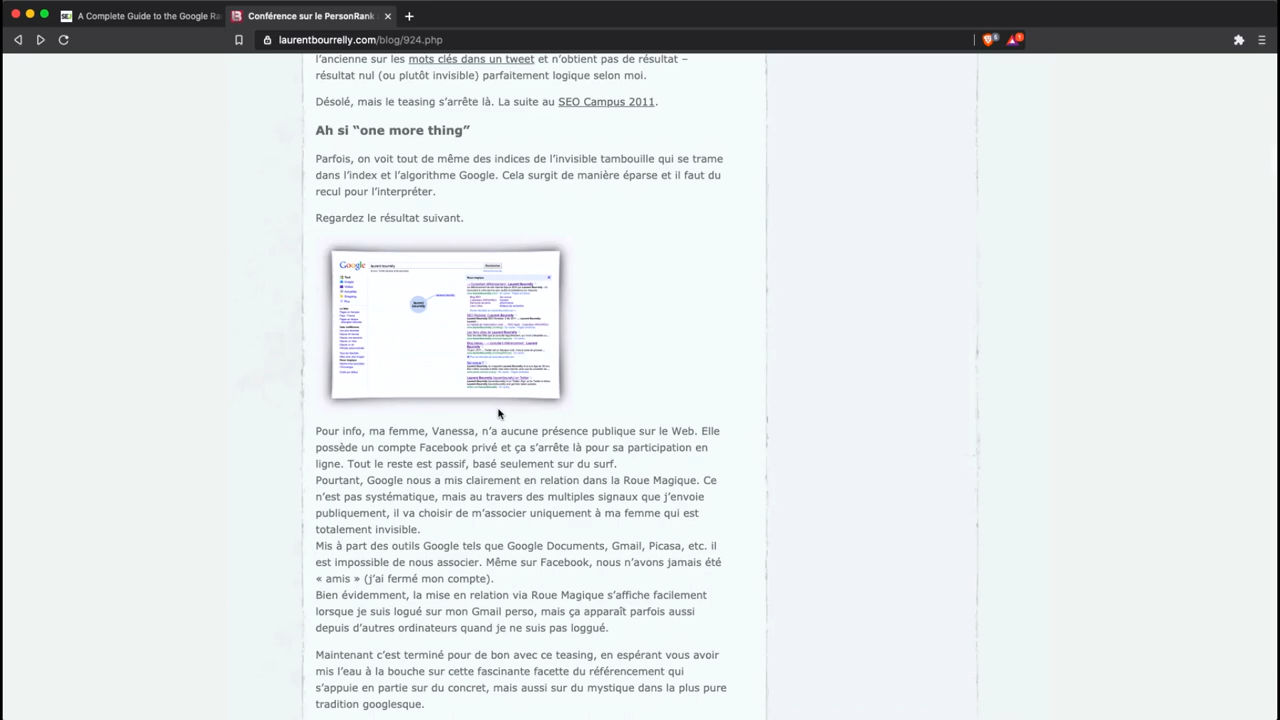 A Complete Guide to the Google Ra
Conférence sur le PersonRank
laurentbourrelly.com/blog/924.php
l'ancienne sur les mots clés dans un tweet et n'obtient pas de résultat –
résultat nul (ou plutôt invisible) parfaitement logique selon moi.
Désolé, mais le teasing s'arrête là. La suite au SEO Campus 2011.
Ah si "one more thing"
Parfois, on voit tout de même des indices de l'invisible tambouille qui se trame
dans l'index et l'algorithme Google. Cela surgit de manière éparse et il faut du
recul pour l'interpréter.
Regardez le résultat suivant.
Google
Pour info, ma femme, Vanessa, n'a aucune présence publique sur le Web. Elle
possède un compte Facebook privé et ça s'arrête là pour sa participation en
ligne. Tout le reste est passif, basé seulement sur du surf.
Pourtant, Google nous a mis clairement en relation dans la Roue Magique. Ce
n'est pas systématique, mais au travers des multiples signaux que j'envoie
publiquement, il va choisir de m'associer uniquement à ma femme qui est
totalement invisible.
Mis à part des outils Google tels que Google Documents, Gmail, Picasa, etc. il
est impossible de nous associer. Même sur Facebook, nous n'avons jamais été
« amis » (j'ai fermé mon compte).
Bien évidemment, la mise en relation via Roue Magique s'affiche facilement
lorsque je suis logué sur mon Gmail perso, mais ça apparaît parfois aussi
depuis d'autres ordinateurs quand je ne suis pas loggué.
Maintenant c'est terminé pour de bon avec ce teasing, en espérant vous avoir
mis l'eau à la bouche sur cette fascinante facette du référencement qui
s'appuie en partie sur du concret, mais aussi sur du mystique dans la plus pure
tradition googlesque.